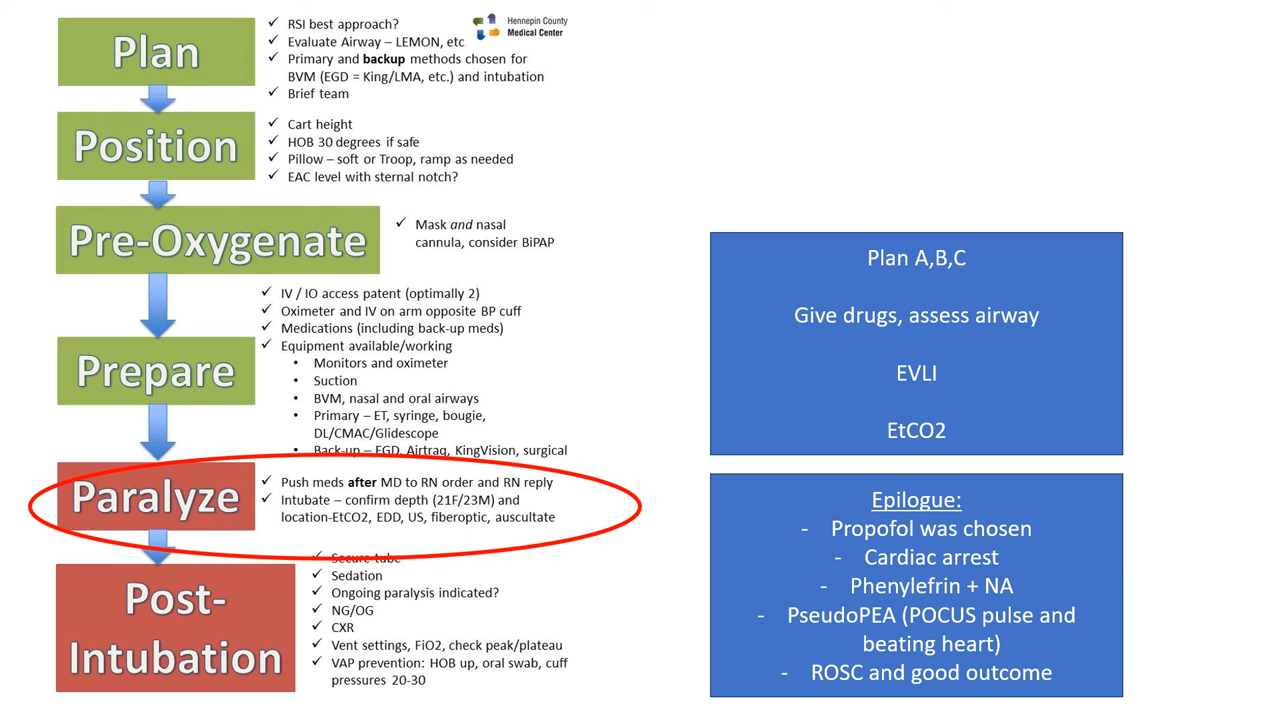 Plan
✓ RSI best approach?
✓ Evaluate Airway – LEMON, etc
✓ Primary and backup methods chosen for
BVM (EGD = King/LMA, etc.) and intubation
✓ Brief team
Hennepin County
Medical Center
Position
✓ Cart height
✓ HOB 30 degrees if safe
✓ Pillow – soft or Troop, ramp as needed
✓ EAC level with sternal notch?
Pre-Oxygenate
✓ Mask and nasal
cannula, consider BiPAP
Prepare
✓ IV / IO access patent (optimally 2)
✓ Oximeter and IV on arm opposite BP cuff
✓ Medications (including back-up meds)
✓ Equipment available/working
• Monitors and oximeter
• Suction
• BVM, nasal and oral airways
• Primary – ET, syringe, bougie,
DL/CMAC/Glidescope
• Back-up – EGD, Airtraq, KingVision, surgical
Paralyze
✓ Push meds after MD to RN order and RN reply
✓ Intubate – confirm depth (21F/23M) and
location-EtCO2, EDD, US, fiberoptic, auscultate
Post-
Intubation
✓ Secure tube
✓ Sedation
✓ Ongoing paralysis indicated?
✓ NG/OG
✓ CXR
✓ Vent settings, FiO2, check peak/plateau
✓ VAP prevention: HOB up, oral swab, cuff
pressures 20-30
Plan A,B,C
Give drugs, assess airway
EVLI
EtCO2
Epilogue:
- Propofol was chosen
- Cardiac arrest
- Phenylefrin + NA
- PseudoPEA (POCUS pulse and
beating heart)
- ROSC and good outcome